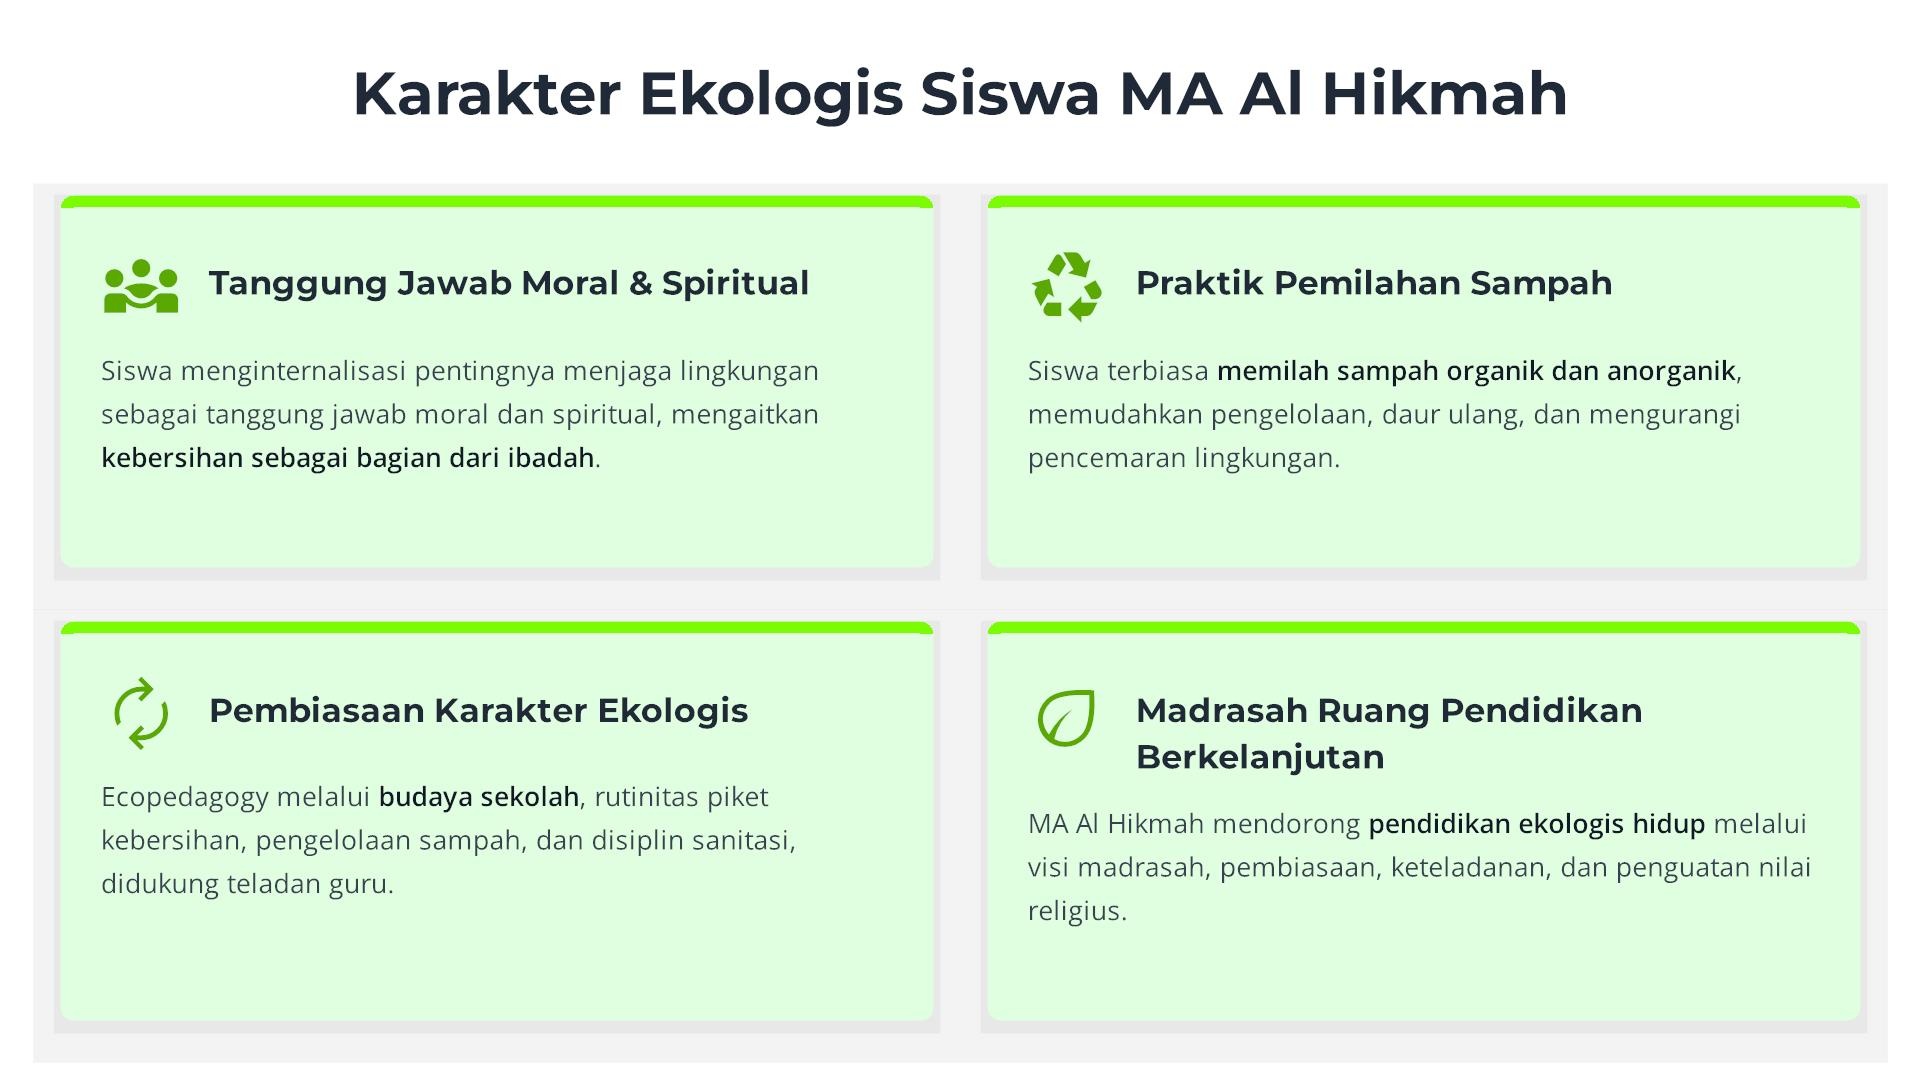 Karakter Ekologis Siswa MA Al Hikmah
Tanggung Jawab Moral & Spiritual
Siswa menginternalisasi pentingnya menjaga lingkungan
sebagai tanggung jawab moral dan spiritual, mengaitkan
kebersihan sebagai bagian dari ibadah.
Praktik Pemilahan Sampah
Siswa terbiasa memilah sampah organik dan anorganik,
memudahkan pengelolaan, daur ulang, dan mengurangi
pencemaran lingkungan.
Pembiasaan Karakter Ekologis
Ecopedagogy melalui budaya sekolah, rutinitas piket
kebersihan, pengelolaan sampah, dan disiplin sanitasi,
didukung teladan guru.
Madrasah Ruang Pendidikan
Berkelanjutan
MA Al Hikmah mendorong pendidikan ekologis hidup melalui
visi madrasah, pembiasaan, keteladanan, dan penguatan nilai
religius.